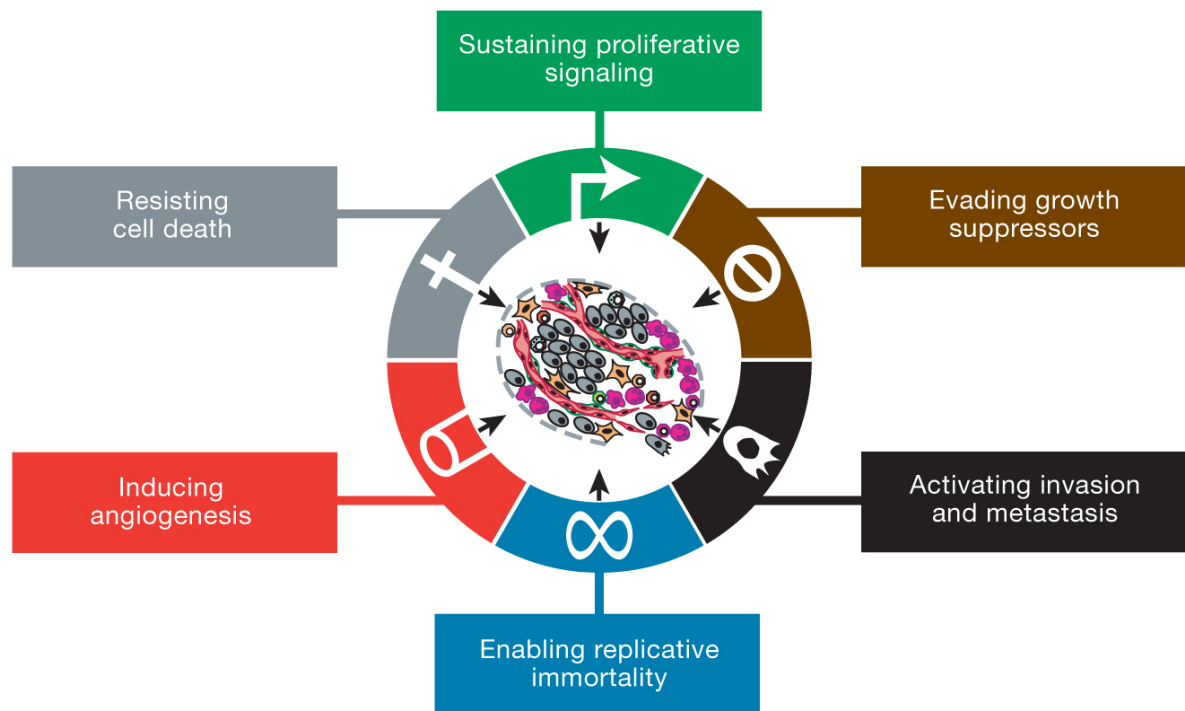 Sustaining proliferative
signaling
Resisting
cell death
Evading growth
suppressors
Inducing
angiogenesis
Activating invasion
and metastasis
Enabling replicative
immortality